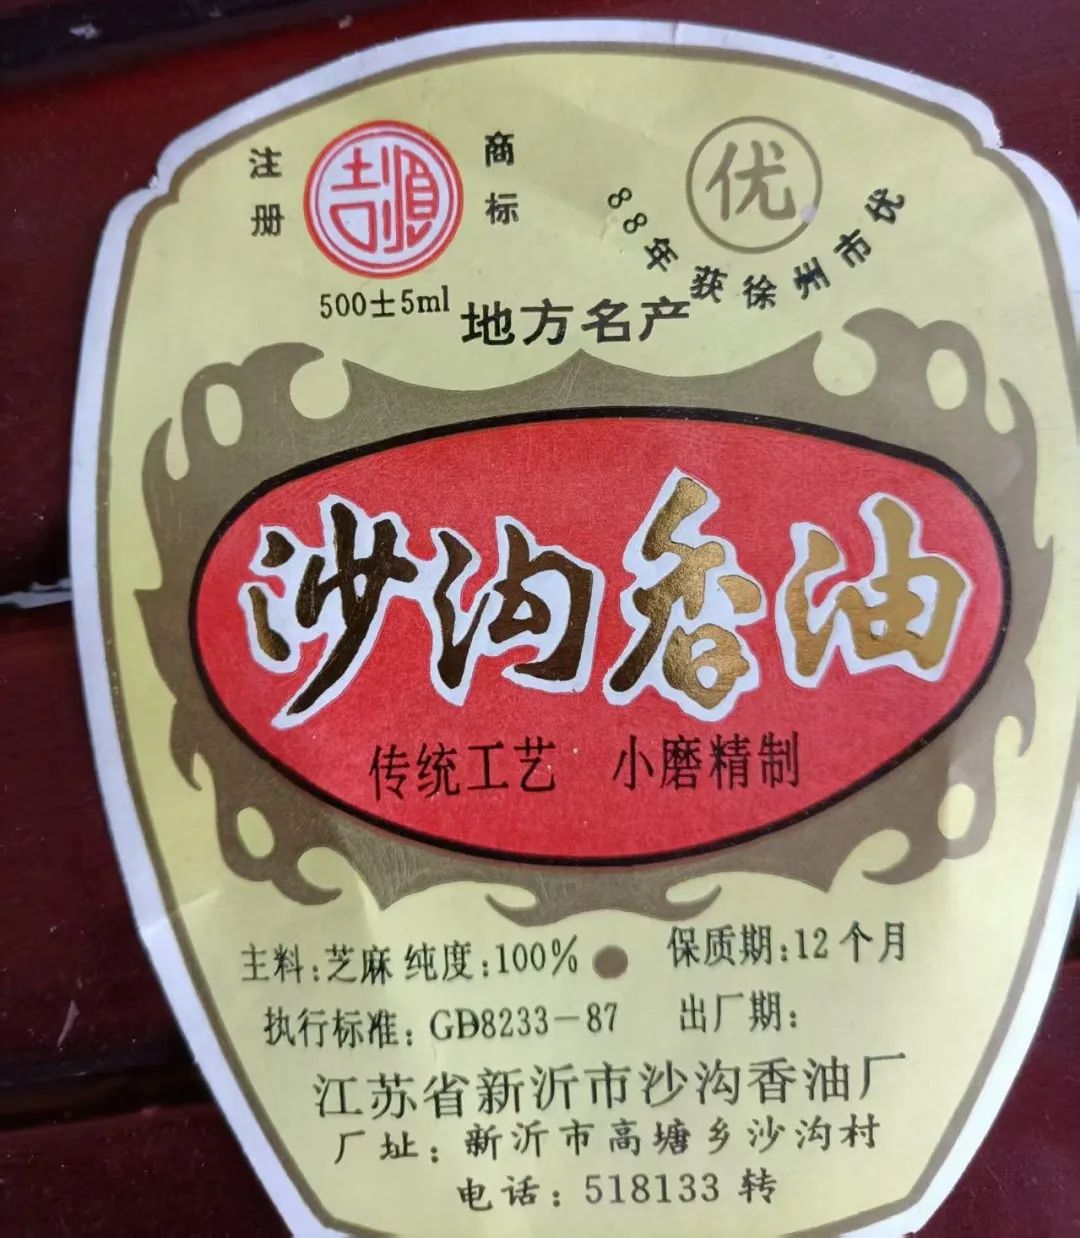 注册商标
吉順
优
88年获徐州市优
500±5ml
地方名产
沙沟香油
传统工艺 小磨精制
主料:芝麻 纯度:100% 保质期:12个月
执行标准:GB8233-87 出厂期:
江苏省新沂市沙沟香油厂
厂址:新沂市高塘乡沙沟村
电话:518133 转